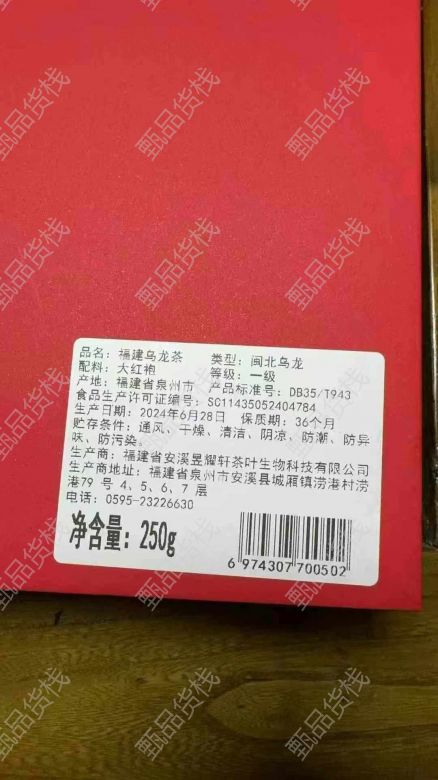 品名：福建乌龙茶 类型：闽北乌龙
配料：大红袍 等级：一级
产地：福建省泉州市 产品标准号：DB35/T943
食品生产许可证编号：SC11435052404784
生产日期：2024年6月28日 保质期：36个月
贮存条件：通风、干燥、清洁、阴凉、防潮、防异
味、防污染。
生产商：福建省安溪昱耀轩茶叶生物科技有限公司
生产商地址：福建省泉州市安溪县城厢镇涝港村涝
港79号 4、5、6、7 层
电话：0595-23226630
净含量：250g
6 974307 700502
甄品货栈